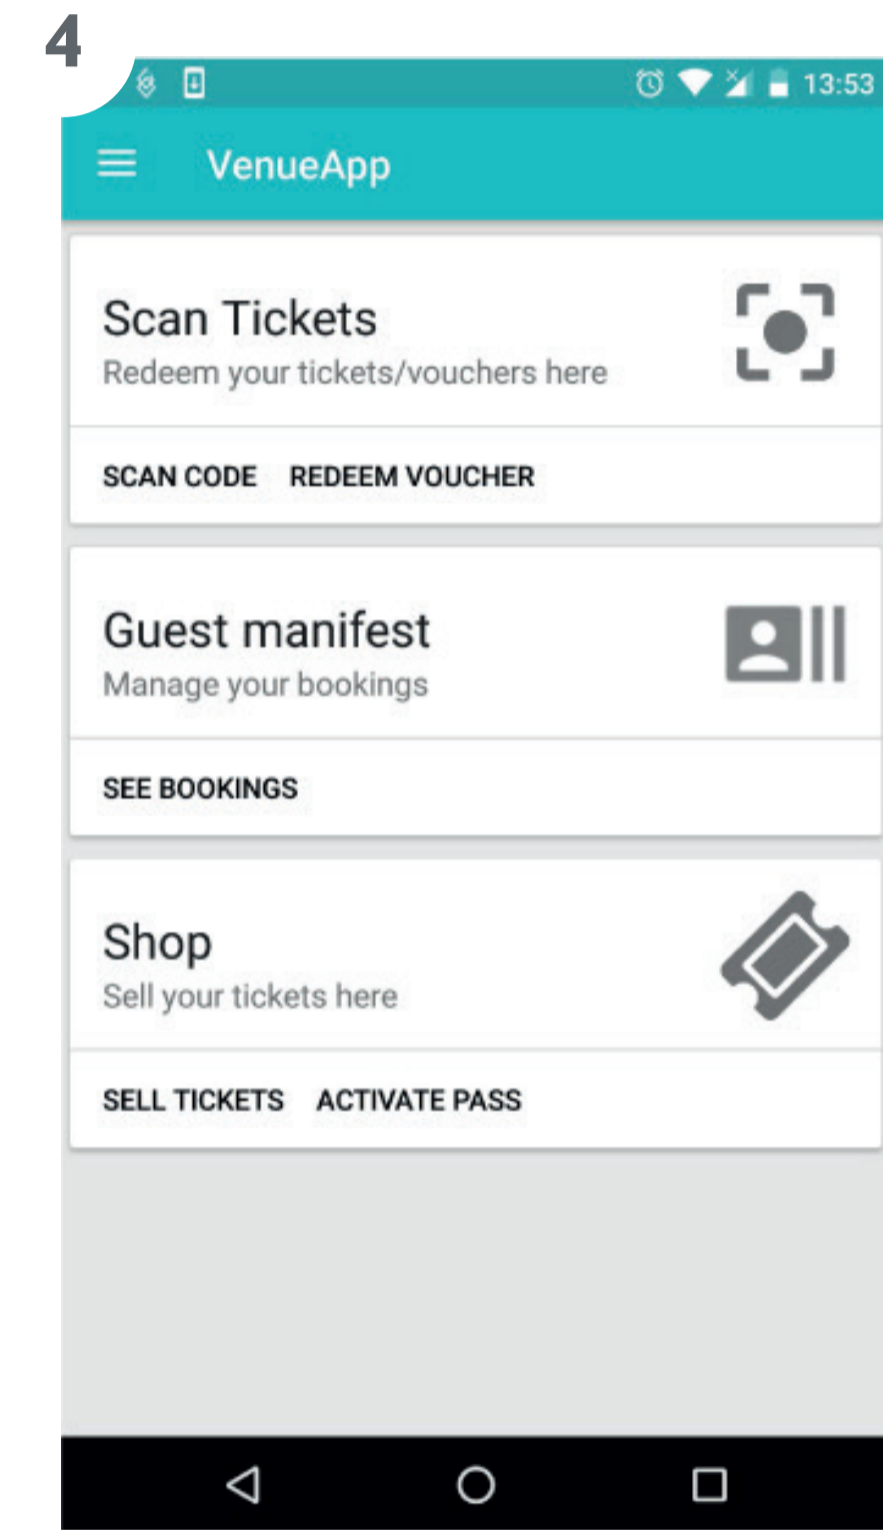 4
13:53
VenueApp
Scan Tickets
Redeem your tickets/vouchers here
SCAN CODE REDEEM VOUCHER
Guest manifest
Manage your bookings
SEE BOOKINGS
Shop
Sell your tickets here
SELL TICKETS ACTIVATE PASS